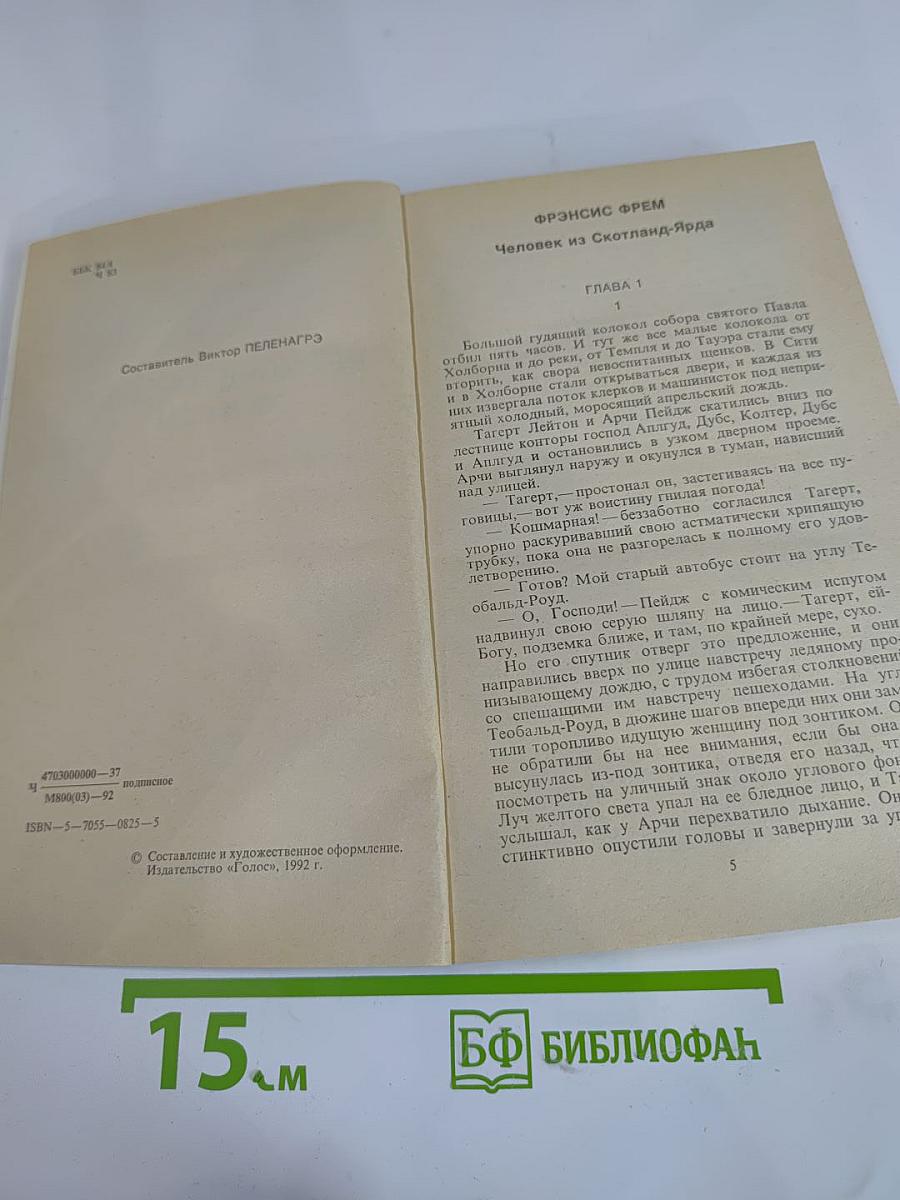 ББК 84
Ч 83
Составитель Виктор ПЕЛЕНАГРЭ
Ч 4703000000—37 подписное
М800(03)—92
ISBN—5—7055—0825—5
© Составление и художественное оформление.
Издательство «Голос», 1992 г.
ФРЭНСИС ФРЕМ
Человек из Скотланд-Ярда
ГЛАВА 1
1
Большой гудящий колокол собора святого Павла
отбил пять часов. И тут же все малые колокола от
Холборна и до реки, от Темпля и до Тауэра стали ему
вторить, как свора невоспитанных щенков. В Сити
и в Холборне стали открываться двери, и каждая из
них извергала поток клерков и машинисток под непри-
ятный холодный, моросящий апрельский дождь.
Тагерт Лейтон и Арчи Пейдж скатились вниз по
лестнице конторы господ Аплгуд, Дубс, Колтер, Дубс
и Аплгуд и остановились в узком дверном проеме.
Арчи выглянул наружу и окунулся в туман, нависший
над улицей.
— Тагерт,— простонал он, застегиваясь на все пу-
говицы,— вот уж воистину гнилая погода!
— Кошмарная! — беззаботно согласился Тагерт,
упорно раскуривавший свою астматически хрипящую
трубку, пока она не разгорелась к полному его удов-
летворению.
— Готов? Мой старый автобус стоит на углу Те-
обальд-Роуд.
— О, Господи! — Пейдж с комическим испугом
надвинул свою серую шляпу на лицо.— Тагерт, ей-
Богу, подземка ближе, и там, по крайней мере, сухо.
Но его спутник отверг это предложение, и они
направились вверх по улице навстречу ледяному про-
низывающему дождю, с трудом избегая столкновений
со спешащими им навстречу пешеходами. На угл
Теобальд-Роуд, в дюжине шагов впереди них они зам
тили торопливо идущую женщину под зонтиком. О
не обратили бы на нее внимания, если бы она
высунулась из-под зонтика, отведя его назад, чт
посмотреть на уличный знак около углового фон
Луч желтого света упал на ее бледное лицо, и Та
услышал, как у Арчи перехватило дыхание. Он
стинктивно опустили головы и завернули за уг
5
15 см
БФ БИБЛИОФАН